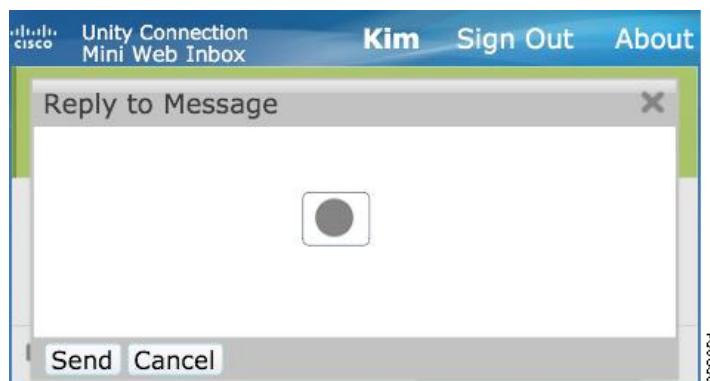 cisco
Unity Connection
Mini Web Inbox
Kim Sign Out About
Reply to Message
Send Cancel